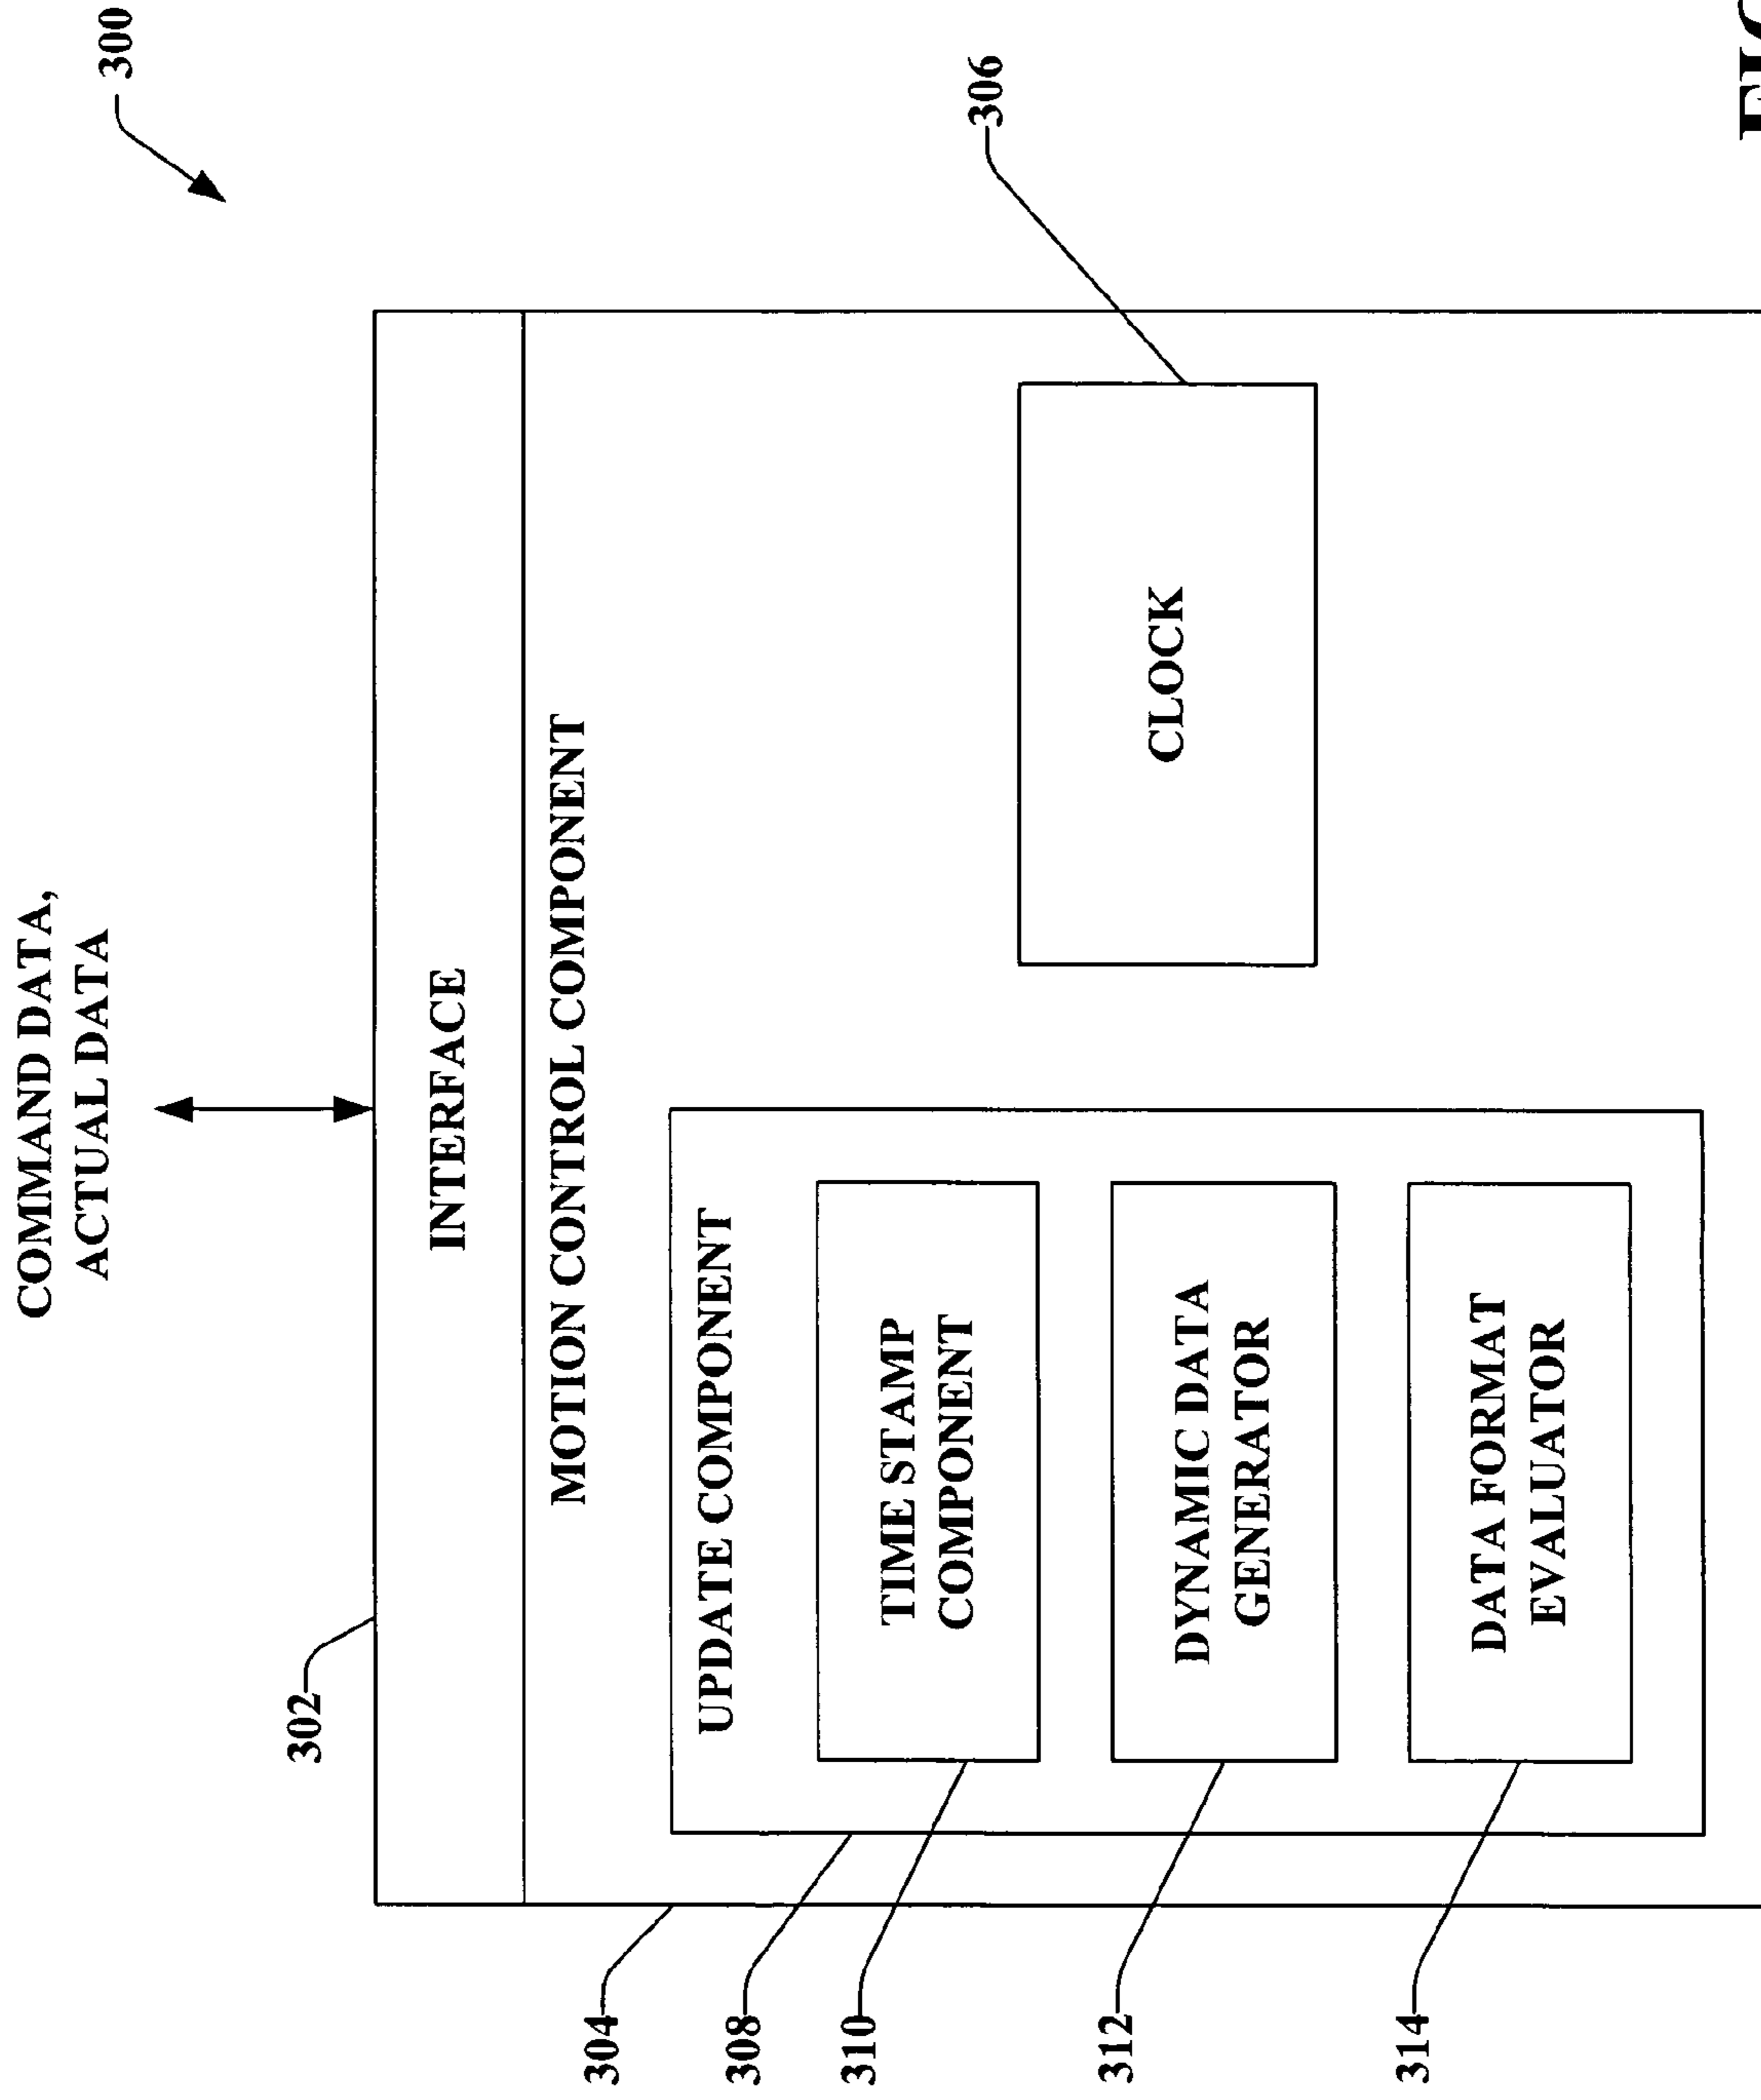 300
COMMAND DATA,
ACTUAL DATA
302
INTERFACE
304
MOTION CONTROL COMPONENT
308
UPDATE COMPONENT
310
TIME STAMP
COMPONENT
306
CLOCK
312
DYNAMIC DATA
GENERATOR
314
DATA FORMAT
EVALUATOR